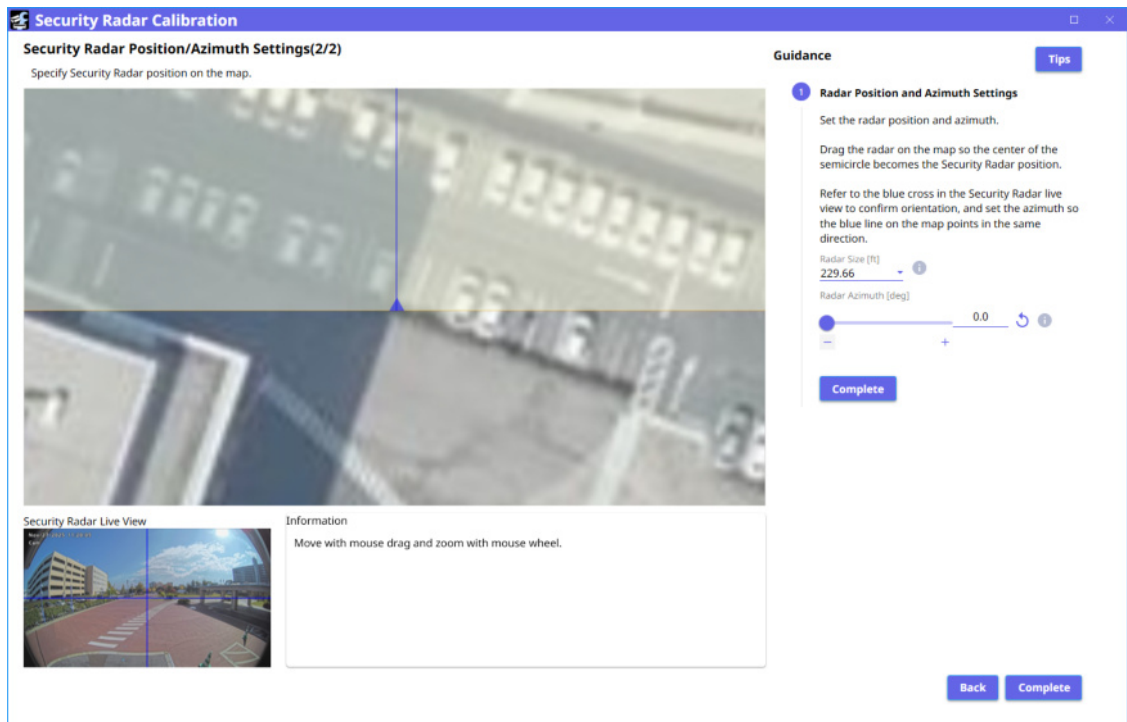 Security Radar Calibration
Security Radar Position/Azimuth Settings(2/2)
Specify Security Radar position on the map.
Guidance
Tips
1
Radar Position and Azimuth Settings
Set the radar position and azimuth.
Drag the radar on the map so the center of the
semicircle becomes the Security Radar position.
Refer to the blue cross in the Security Radar live
view to confirm orientation, and set the azimuth so
the blue line on the map points in the same
direction.
Radar Size [ft]
229.66
Radar Azimuth [deg]
0.0
− +
Complete
Security Radar Live View
Information
Move with mouse drag and zoom with mouse wheel.
Back Complete